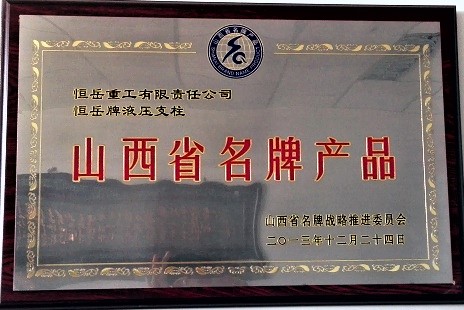 恒岳重工有限责任公司
恒岳牌液压支柱
山西省名牌产品
山西省名牌战略推进委员会
二〇一三年十二月二十四日